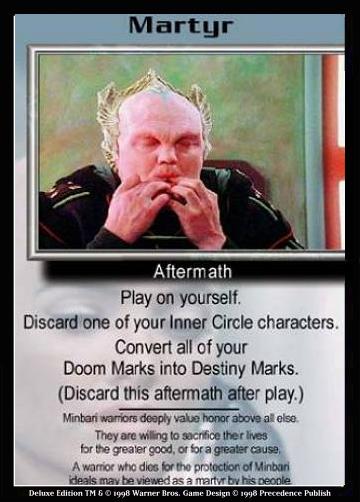 Martyr
Aftermath
Play on yourself.
Discard one of your Inner Circle characters.
Convert all of your
Doom Marks into Destiny Marks.
(Discard this aftermath after play.)
Minbari warriors deeply value honor above all else.
They are willing to sacrifice their lives
for the greater good, or for a greater cause.
A warrior who dies for the protection of Minbari
ideals may be viewed as a martyr by his people.
Deluxe Edition TM & © 1998 Warner Bros. Game Design © 1998 Precedence Publish